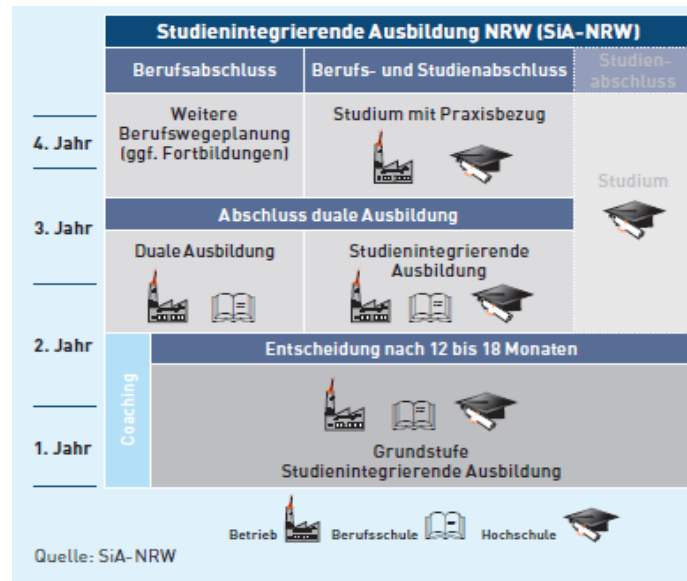 Studienintegrierende Ausbildung NRW (SiA-NRW)
Berufsabschluss
Berufs- und Studienabschluss
Studien-
abschluss
4. Jahr
Weitere
Berufswegeplanung
(ggf. Fortbildungen)
Studium mit Praxisbezug
Studium
3. Jahr
Abschluss duale Ausbildung
Duale Ausbildung
Studienintegrierende
Ausbildung
2. Jahr
Entscheidung nach 12 bis 18 Monaten
Coaching
1. Jahr
Grundstufe
Studienintegrierende Ausbildung
Betrieb
Berufsschule
Hochschule
Quelle: SiA-NRW